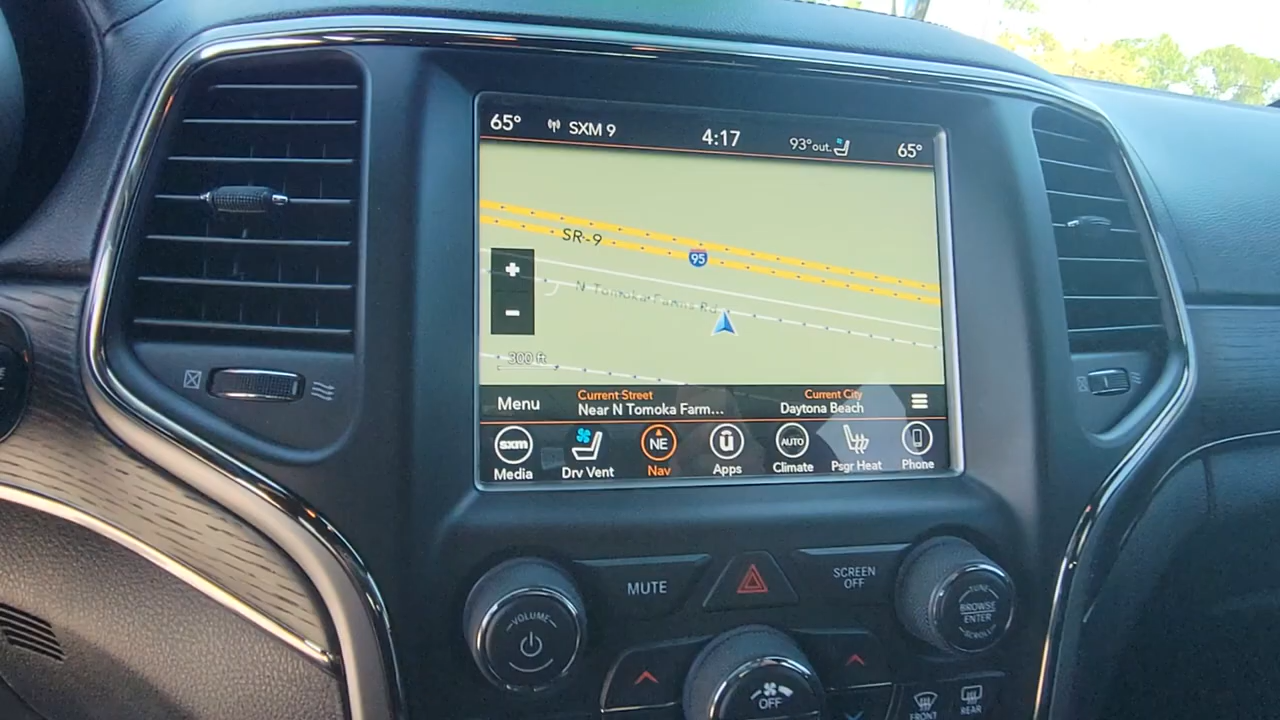 65° SXM 9 4:17 93°out. 65°
SR-9
95
N Tomoka Farms Rd
+
-
300 ft
Menu
Current Street
Near N Tomoka Farm...
Current City
Daytona Beach
sxm
Media
Drv Vent
NE
Nav
ū
Apps
AUTO
Climate
Psgr Heat
Phone
VOLUME
MUTE
SCREEN
OFF
TUNE
BROWSE
ENTER
SCROLL
OFF
FRONT
REAR